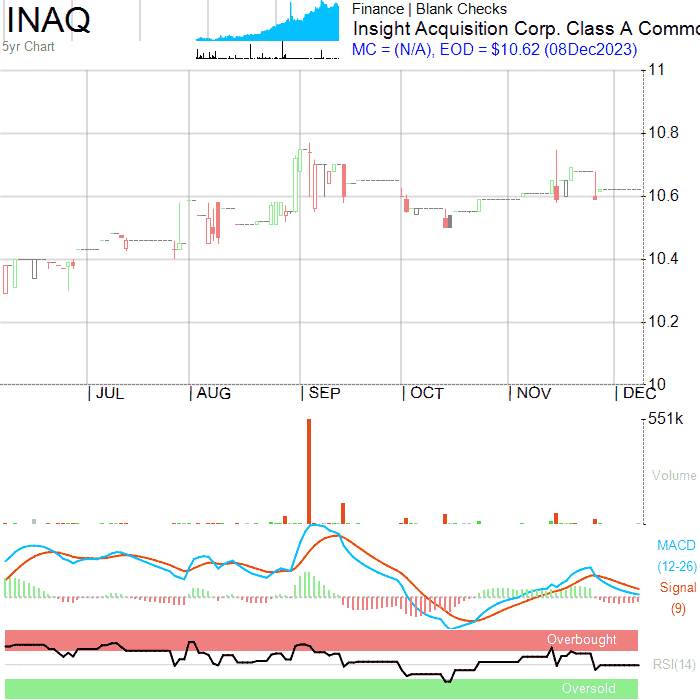 INAQ
5yr Chart
Finance | Blank Checks
Insight Acquisition Corp. Class A Commo
MC = (N/A), EOD = $10.62 (08Dec2023)
11
10.8
10.6
10.4
10.2
10
| JUL | AUG | SEP | OCT | NOV | DEC
551k
Volume
MACD
(12-26)
Signal
(9)
Overbought
RSI(14)
Oversold